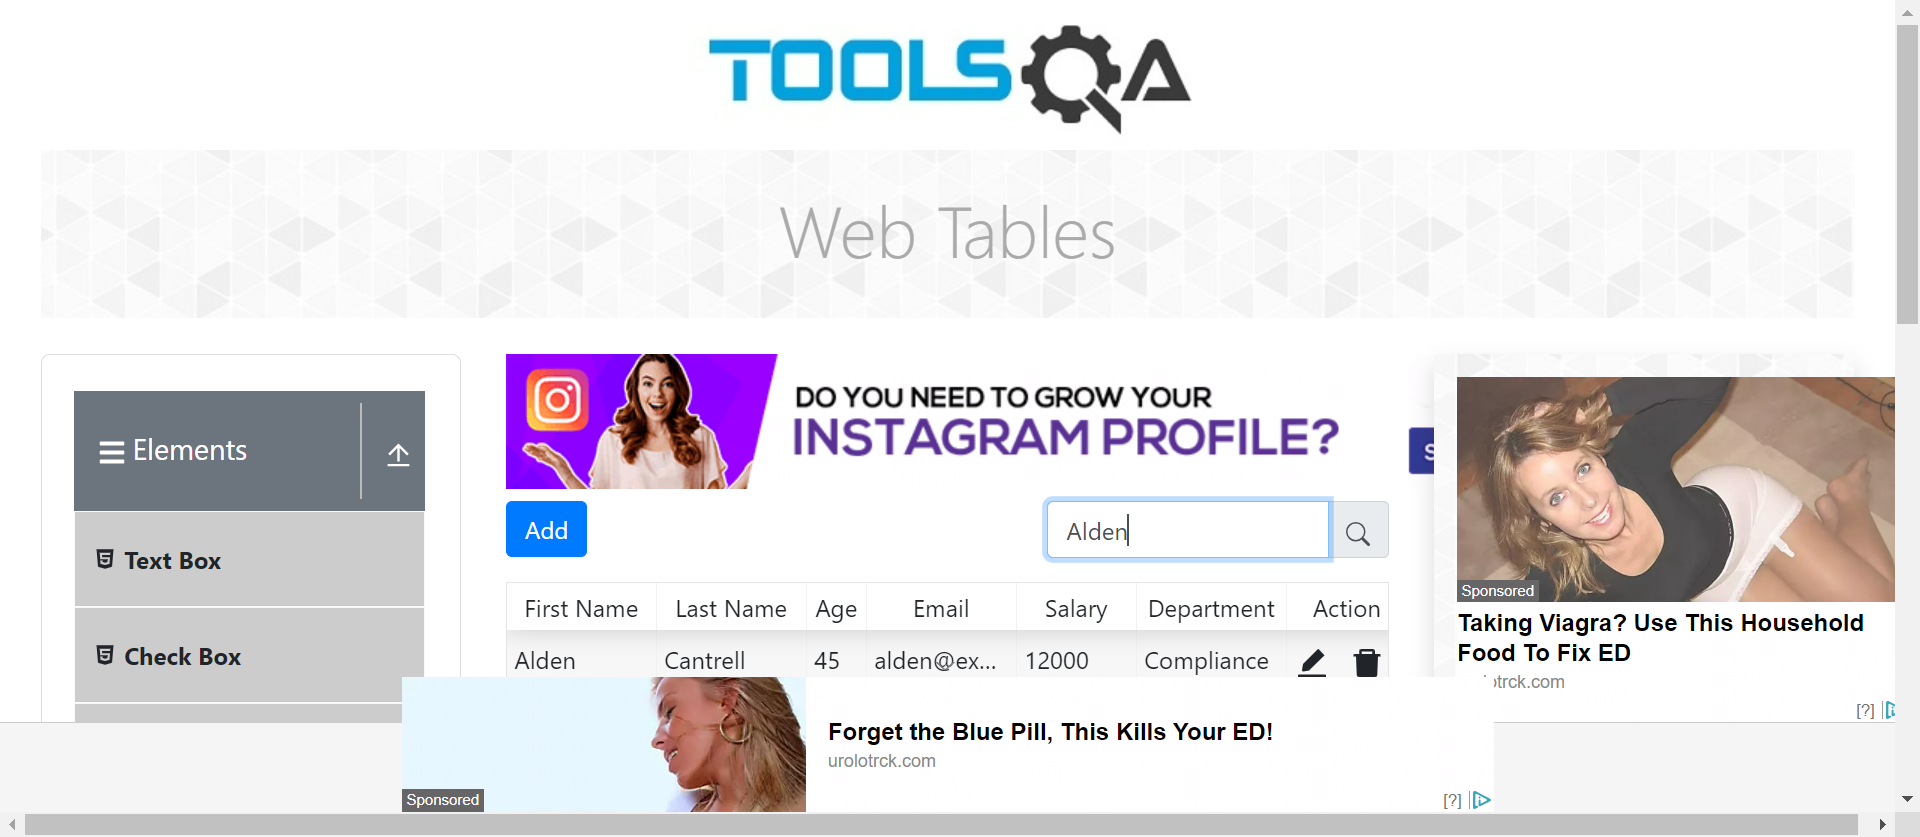 TOOLSQA
Web Tables
Elements
Text Box
Check Box
DO YOU NEED TO GROW YOUR
INSTAGRAM PROFILE?
S
Add
Alden
First Name Last Name Age Email Salary Department Action
Alden Cantrell 45 alden@ex... 12000 Compliance
Sponsored
Taking Viagra? Use This Household
Food To Fix ED
otrck.com
[?]
Forget the Blue Pill, This Kills Your ED!
urolotrck.com
Sponsored
[?]